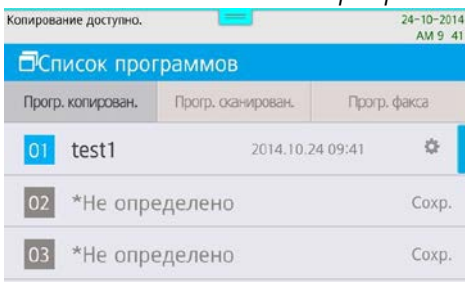 Копирование доступно.
24-10-2014
AM 9 41
Список программов
Прогр. копирован. Прогр. сканирован. Прогр. факса
01 test1 2014.10.24 09:41
02 *Не определено Сохр.
03 *Не определено Сохр.